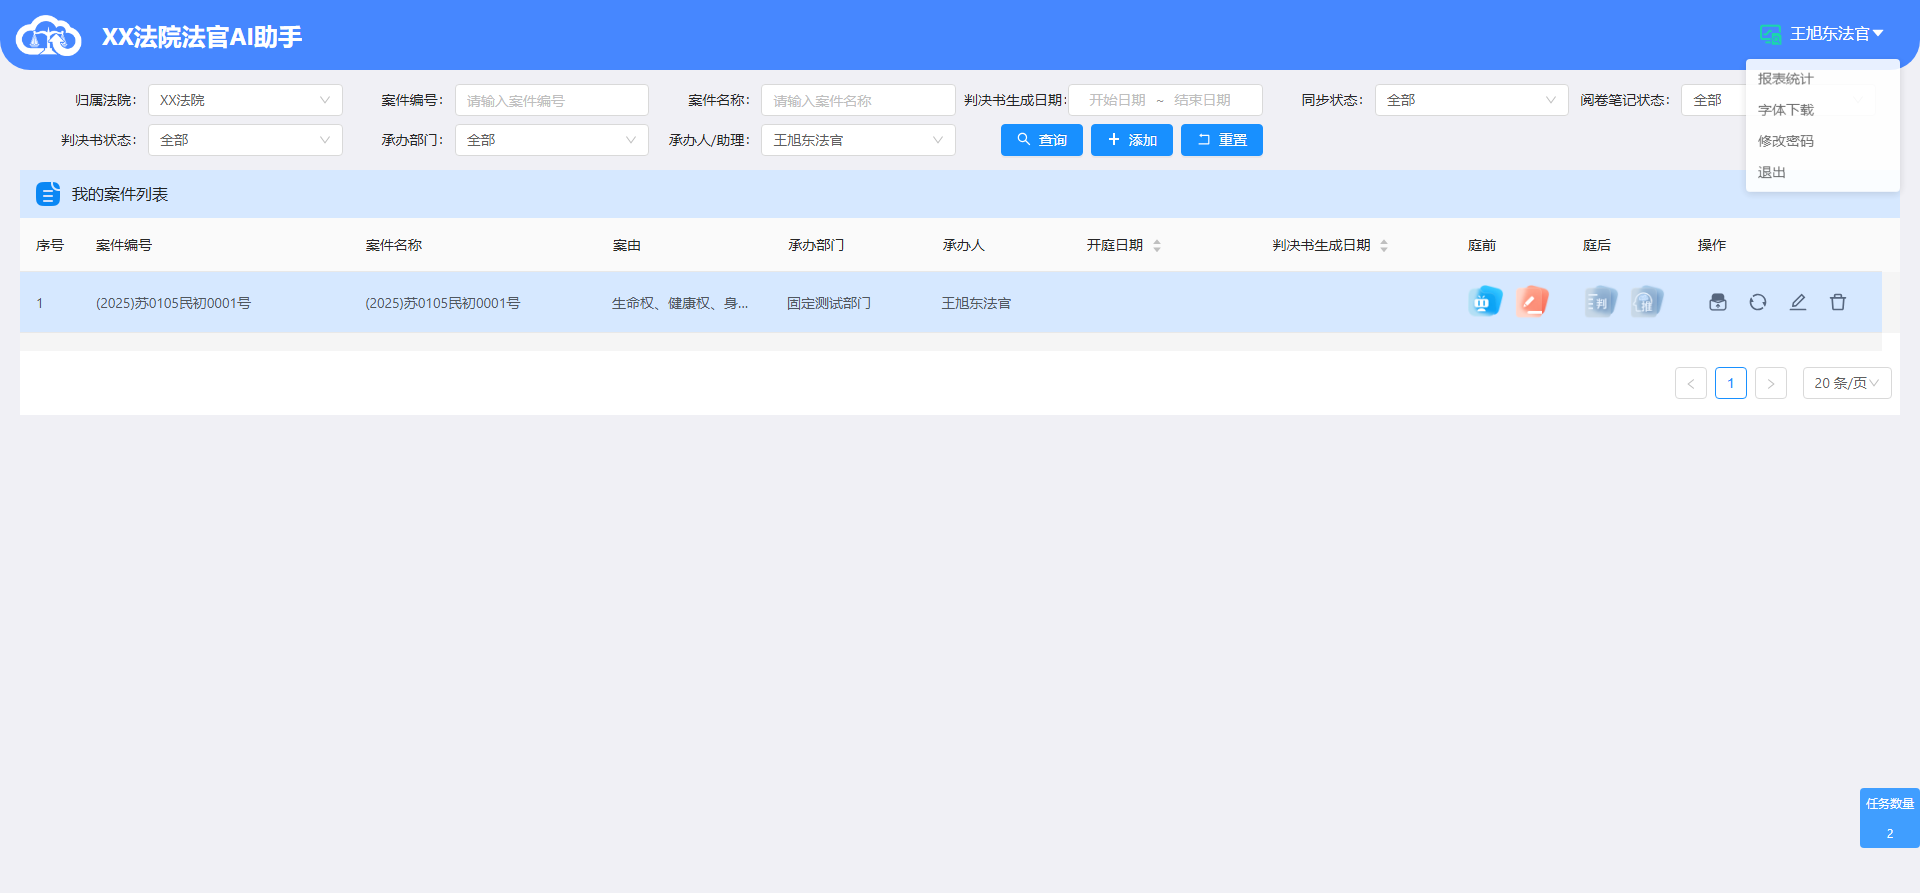 XX法院法官AI助手
王旭东法官
报表统计
字体下载
修改密码
退出
归属法院: XX法院 案件编号: 请输入案件编号 案件名称: 请输入案件名称 判决书生成日期: 开始日期 ~ 结束日期 同步状态: 全部 阅卷笔记状态: 全部
判决书状态: 全部 承办部门: 全部 承办人/助理: 王旭东法官 查询 添加 重置
我的案件列表
序号 案件编号 案件名称 案由 承办部门 承办人 开庭日期 判决书生成日期 庭前 庭后 操作
1 (2025)苏0105民初0001号 (2025)苏0105民初0001号 生命权、健康权、身... 固定测试部门 王旭东法官 判 推
< 1 > 20 条/页
任务数量
2